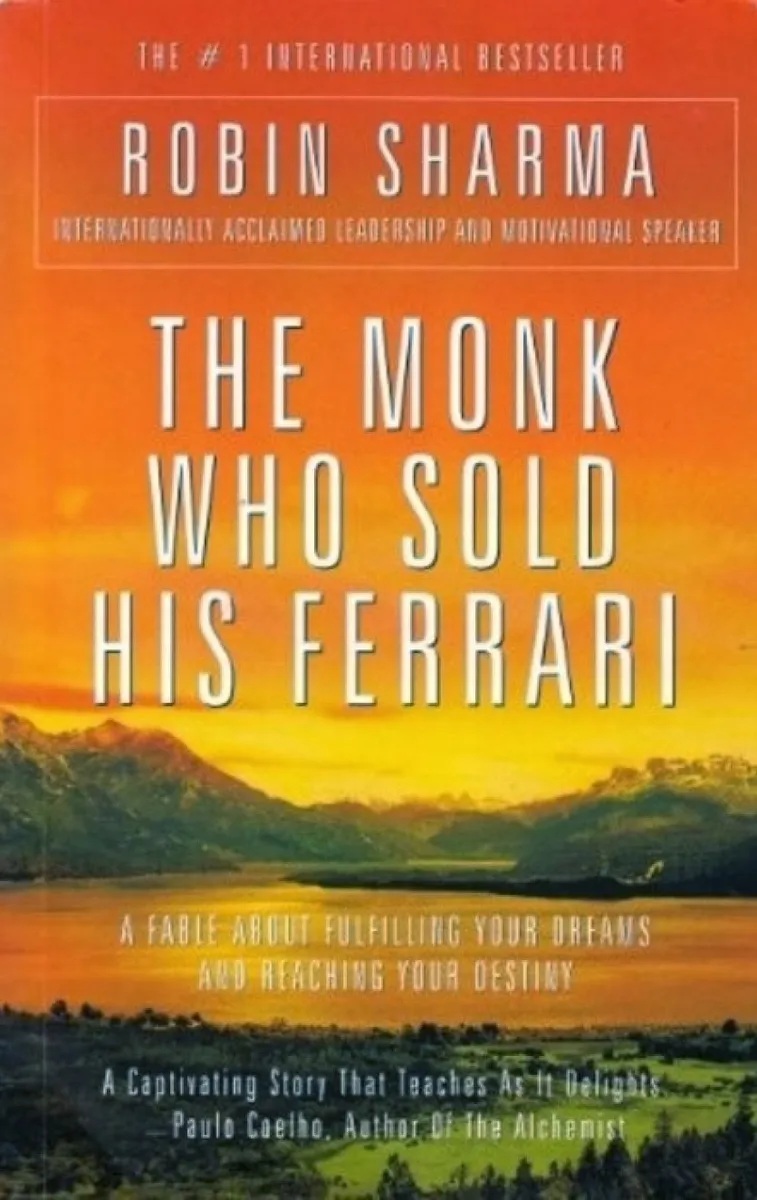 THE # 1 INTERNATIONAL BESTSELLER
ROBIN SHARMA
INTERNATIONALLY ACCLAIMED LEADERSHIP AND MOTIVATIONAL SPEAKER
THE MONK
WHO SOLD
HIS FERRARI
A FABLE ABOUT FULFILLING YOUR DREAMS
AND REACHING YOUR DESTINY
A Captivating Story That Teaches As It Delights
—Paulo Coelho, Author Of The Alchemist